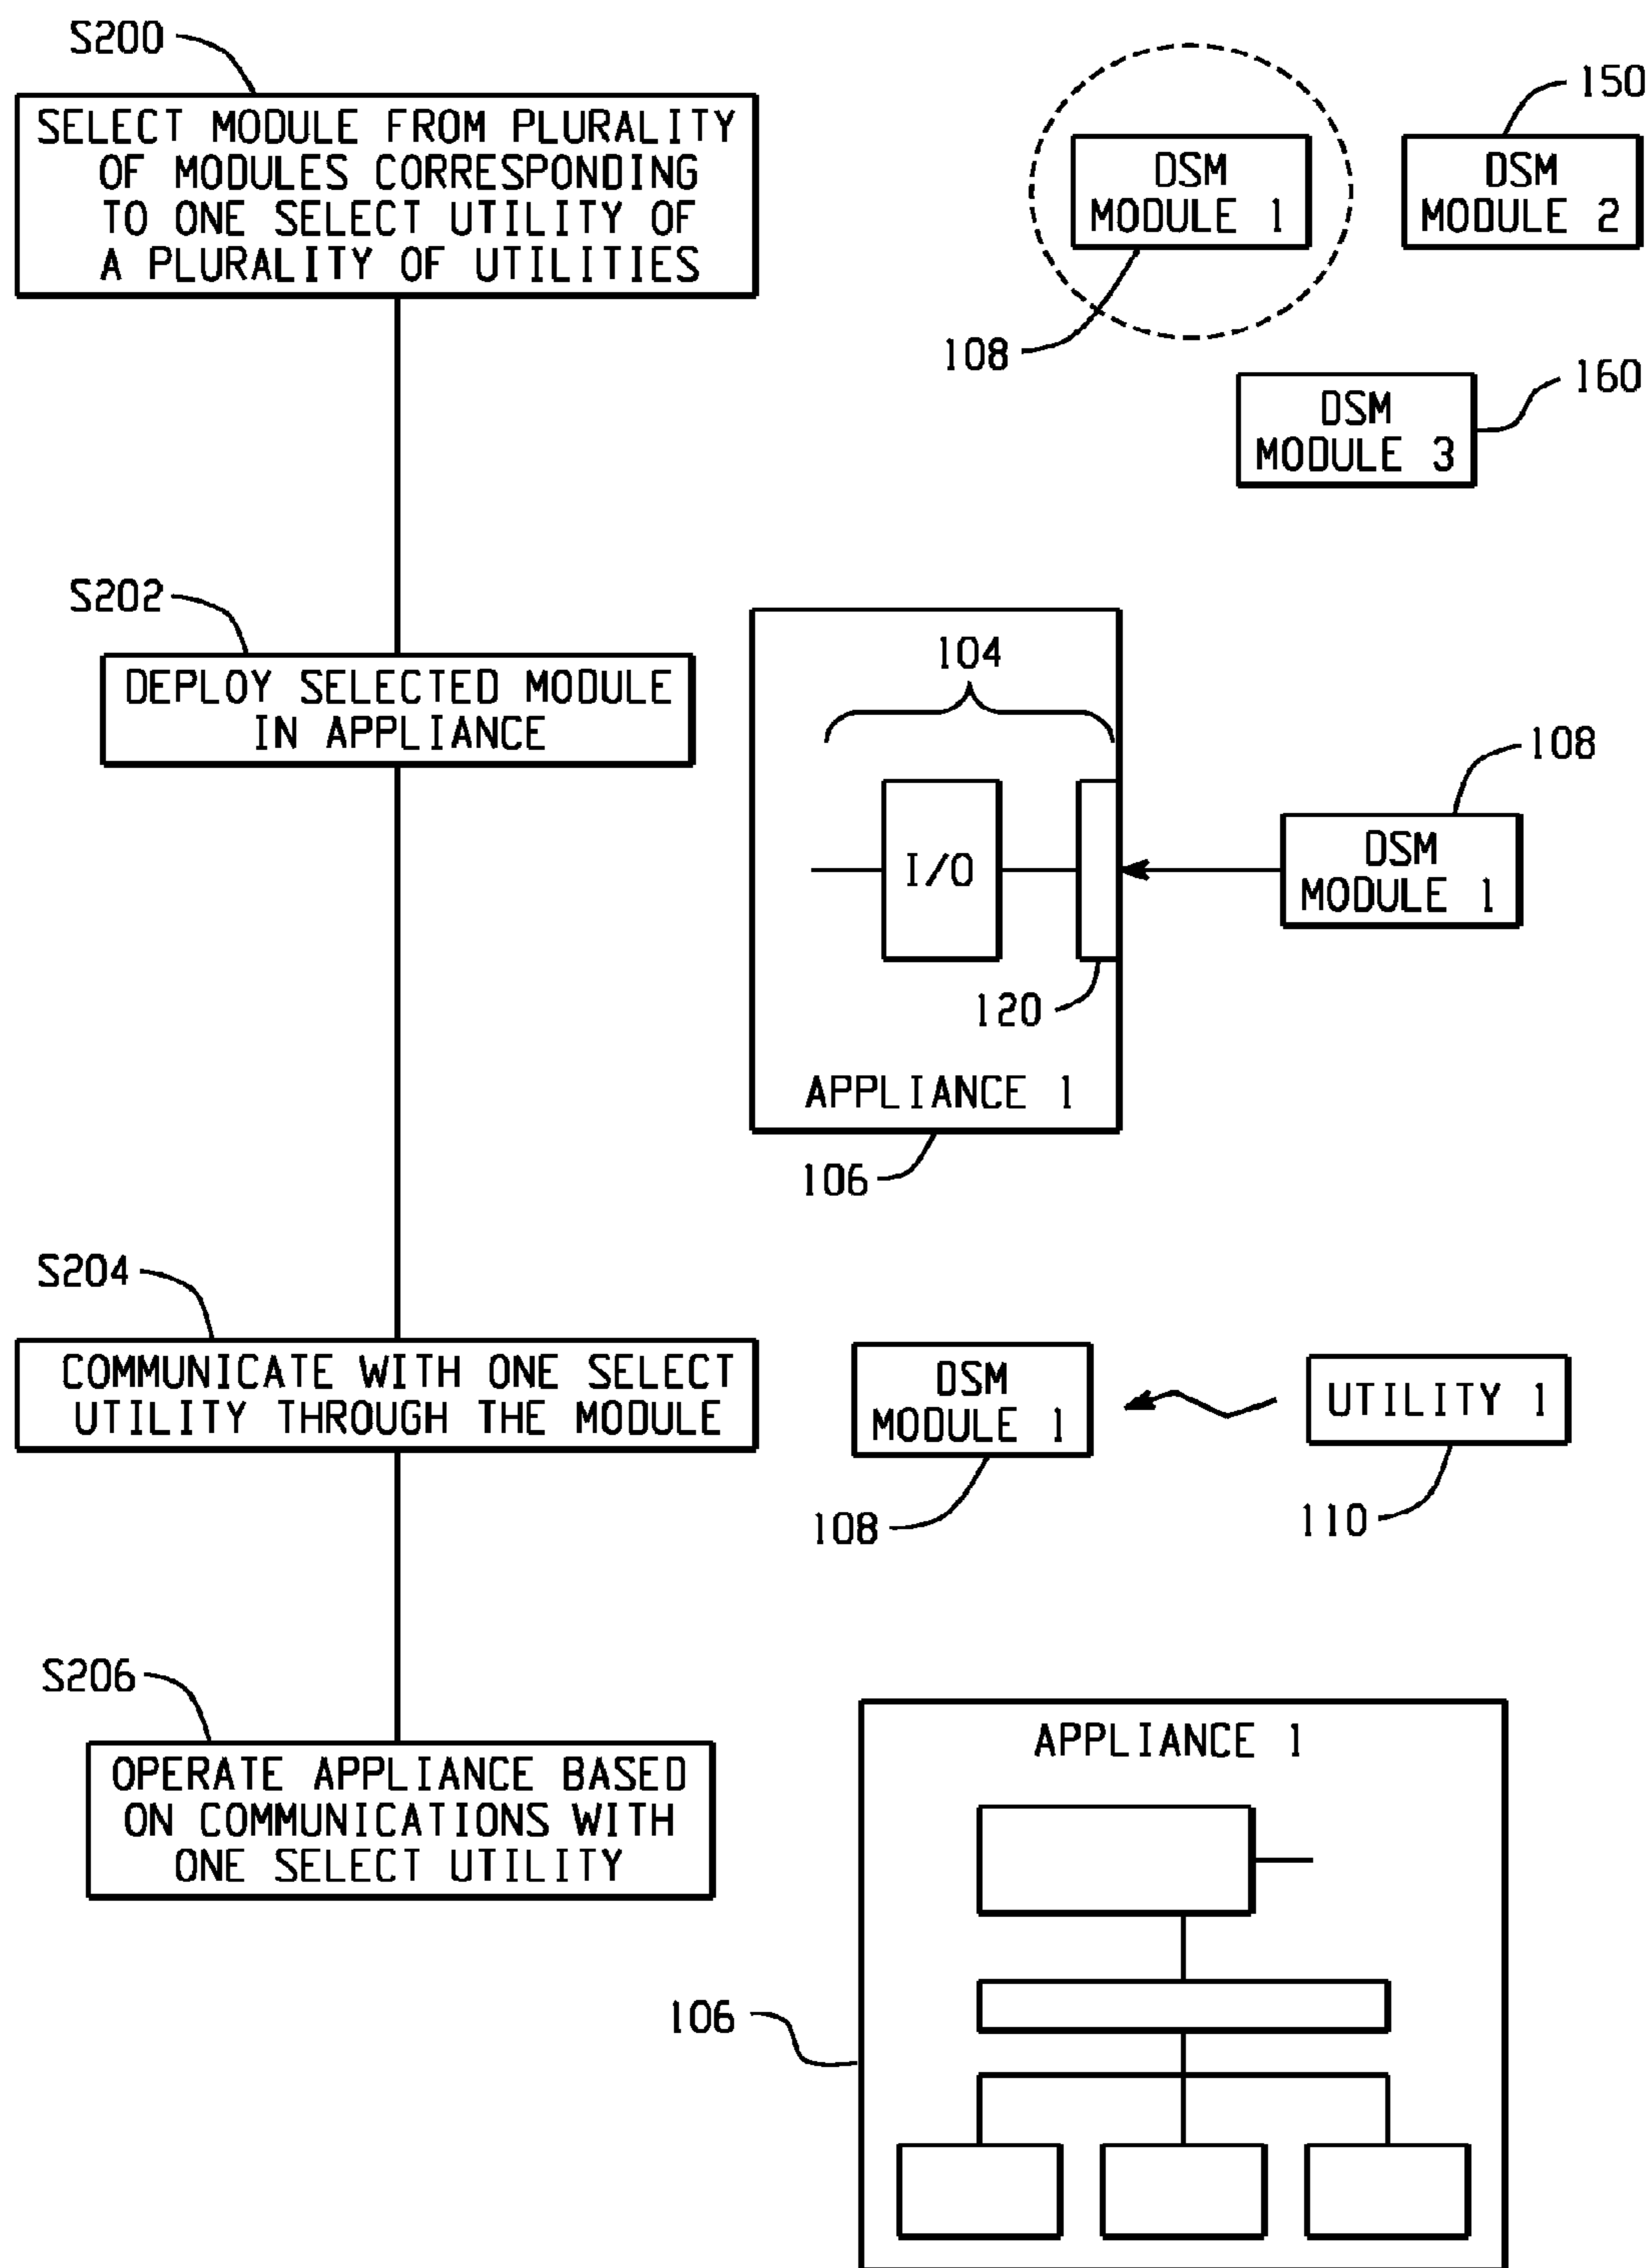 S200
SELECT MODULE FROM PLURALITY
OF MODULES CORRESPONDING
TO ONE SELECT UTILITY OF
A PLURALITY OF UTILITIES
DSM
MODULE 1
108
150
DSM
MODULE 2
160
DSM
MODULE 3
S202
DEPLOY SELECTED MODULE
IN APPLIANCE
104
I/O
120
APPLIANCE 1
106
108
DSM
MODULE 1
S204
COMMUNICATE WITH ONE SELECT
UTILITY THROUGH THE MODULE
DSM
MODULE 1
108
UTILITY 1
110
S206
OPERATE APPLIANCE BASED
ON COMMUNICATIONS WITH
ONE SELECT UTILITY
APPLIANCE 1
106